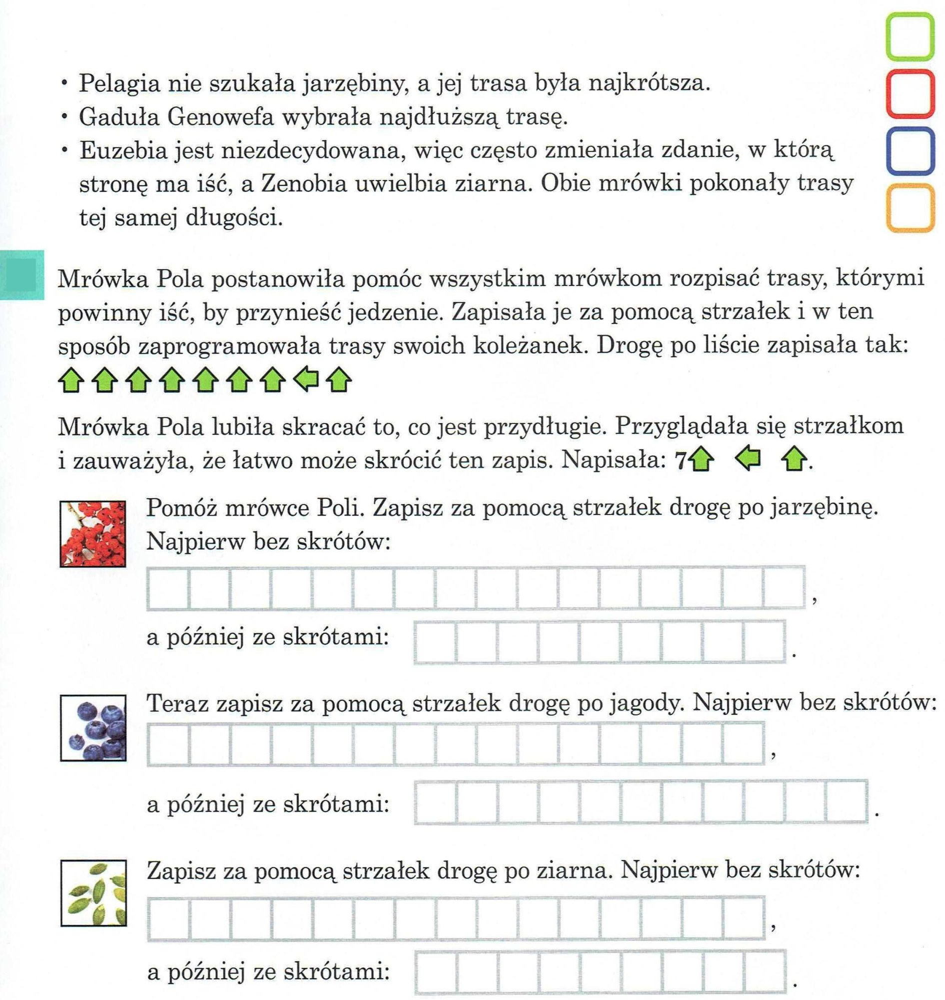 • Pelagia nie szukała jarzębiny, a jej trasa była najkrótsza.
• Gaduła Genowefa wybrała najdłuższą trasę.
• Euzebia jest niezdecydowana, więc często zmieniała zdanie, w którą
stronę ma iść, a Zenobia uwielbia ziarna. Obie mrówki pokonały trasy
tej samej długości.
Mrówka Pola postanowiła pomóc wszystkim mrówkom rozpisać trasy, którymi
powinny iść, by przynieść jedzenie. Zapisała je za pomocą strzałek i w ten
sposób zaprogramowała trasy swoich koleżanek. Drogę po liście zapisała tak:
Mrówka Pola lubiła skracać to, co jest przydługie. Przyglądała się strzałkom
i zauważyła, że łatwo może skrócić ten zapis. Napisała: 7⇧ ⇦ ⇧.
Pomóż mrówce Poli. Zapisz za pomocą strzałek drogę po jarzębinę.
Najpierw bez skrótów:
,
a później ze skrótami: .
Teraz zapisz za pomocą strzałek drogę po jagody. Najpierw bez skrótów:
,
a później ze skrótami: .
Zapisz za pomocą strzałek drogę po ziarna. Najpierw bez skrótów:
,
a później ze skrótami: .